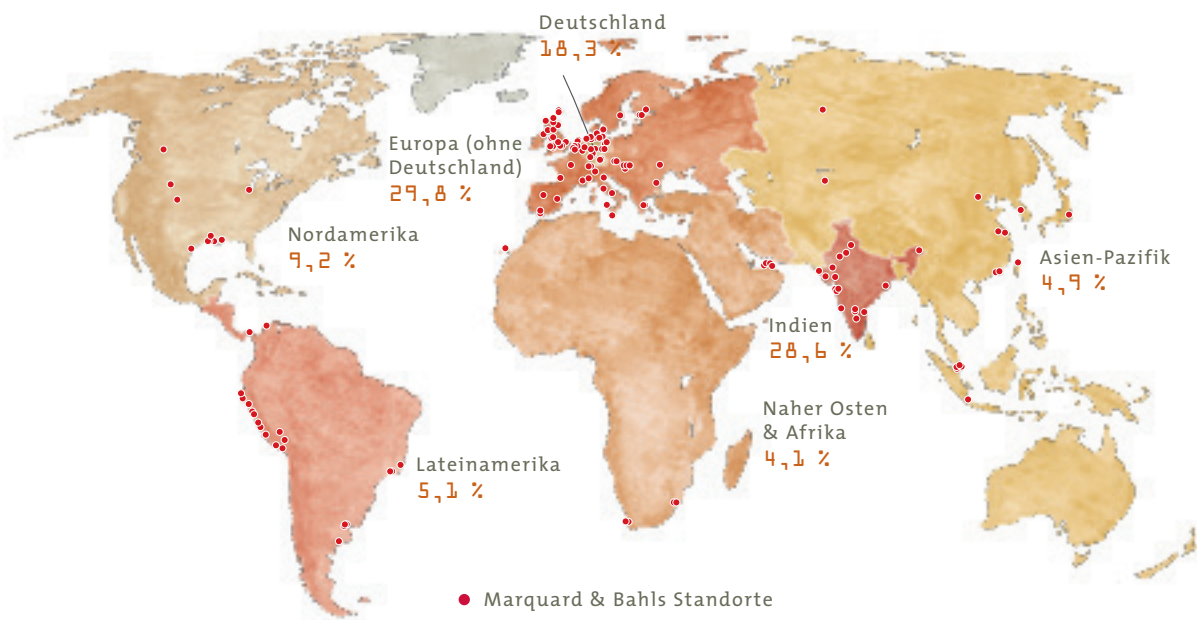 Deutschland
18,3 %
Europa (ohne
Deutschland)
29,8 %
Nordamerika
9,2 %
Asien-Pazifik
4,9 %
Indien
28,6 %
Naher Osten
& Afrika
4,1 %
Lateinamerika
5,1 %
Marquard & Bahls Standorte